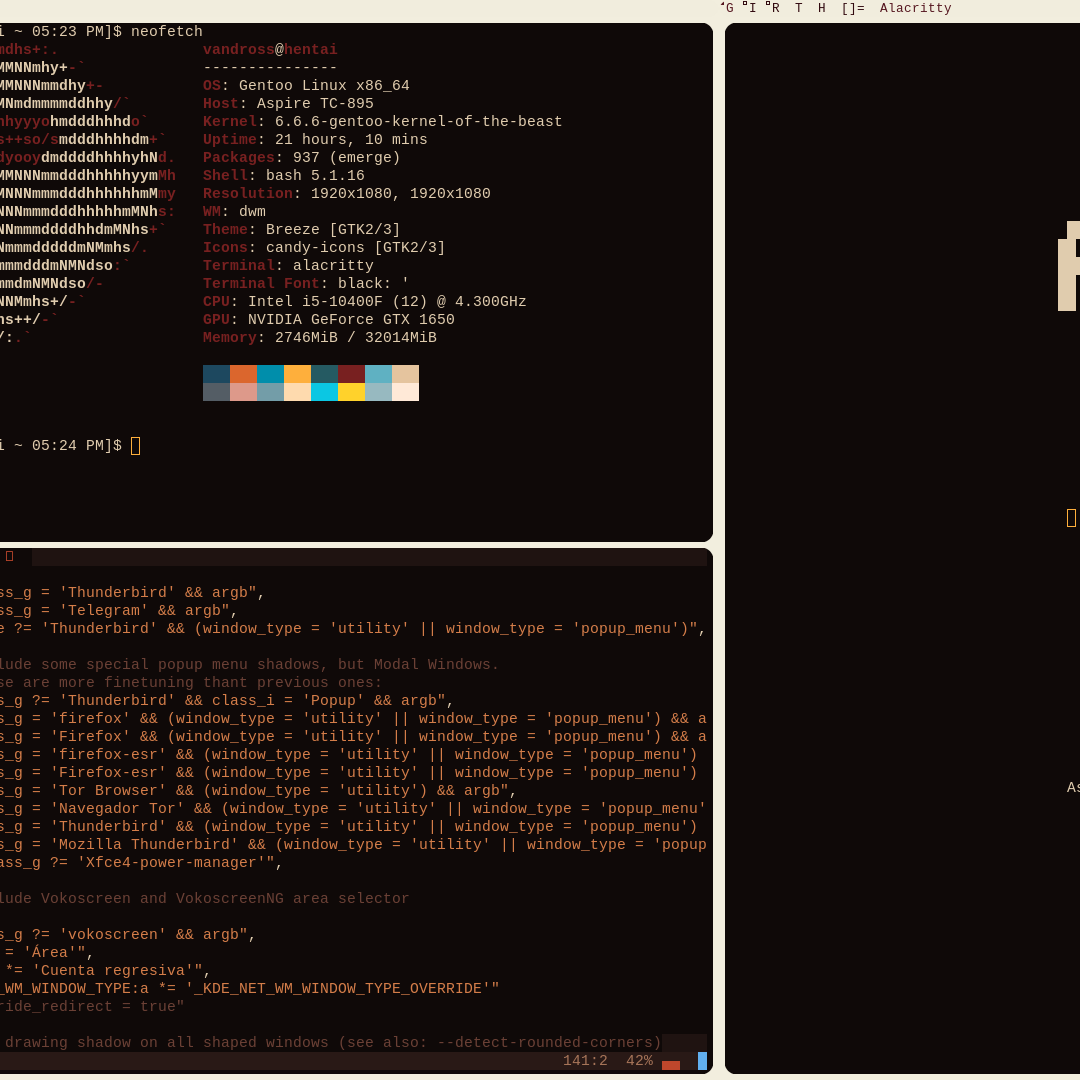 G I R T H []= Alacritty
i ~ 05:23 PM]$ neofetch
mdhs+:. vandross@hentai
MMNNmhy+-` ---------------
MMNNNmmdhy+- OS: Gentoo Linux x86_64
MNmdmmmmddhhy/` Host: Aspire TC-895
hhyyyohmdddhhhdo` Kernel: 6.6.6-gentoo-kernel-of-the-beast
s++so/smdddhhhhdm+` Uptime: 21 hours, 10 mins
dyooydmddddhhhhyhNd. Packages: 937 (emerge)
MMNNNmmdddhhhhhyymMh Shell: bash 5.1.16
MNNNmmmdddhhhhhhmMmy Resolution: 1920x1080, 1920x1080
NNNmmmdddhhhhhmMNhs: WM: dwm
NNmmmddddhhdmMNhs+` Theme: Breeze [GTK2/3]
NmmmdddddmNMmhs/. Icons: candy-icons [GTK2/3]
mmmdddmNMNdso:` Terminal: alacritty
mmdmNMNdso/- Terminal Font: black: '
NNMmhs+/-` CPU: Intel i5-10400F (12) @ 4.300GHz
hs++/-` GPU: NVIDIA GeForce GTX 1650
/:.` Memory: 2746MiB / 32014MiB
i ~ 05:24 PM]$
ss_g = 'Thunderbird' && argb",
ss_g = 'Telegram' && argb",
e ?= 'Thunderbird' && (window_type = 'utility' || window_type = 'popup_menu')",
lude some special popup menu shadows, but Modal Windows.
se are more finetuning thant previous ones:
s_g ?= 'Thunderbird' && class_i = 'Popup' && argb",
s_g = 'firefox' && (window_type = 'utility' || window_type = 'popup_menu') && a
s_g = 'Firefox' && (window_type = 'utility' || window_type = 'popup_menu') && a
s_g = 'firefox-esr' && (window_type = 'utility' || window_type = 'popup_menu')
s_g = 'Firefox-esr' && (window_type = 'utility' || window_type = 'popup_menu')
s_g = 'Tor Browser' && (window_type = 'utility') && argb",
s_g = 'Navegador Tor' && (window_type = 'utility' || window_type = 'popup_menu'
s_g = 'Thunderbird' && (window_type = 'utility' || window_type = 'popup_menu')
s_g = 'Mozilla Thunderbird' && (window_type = 'utility' || window_type = 'popup
ass_g ?= 'Xfce4-power-manager'",
lude Vokoscreen and VokoscreenNG area selector
s_g ?= 'vokoscreen' && argb",
= 'Área'",
*= 'Cuenta regresiva'",
_WM_WINDOW_TYPE:a *= '_KDE_NET_WM_WINDOW_TYPE_OVERRIDE'"
ride_redirect = true"
drawing shadow on all shaped windows (see also: --detect-rounded-corners)
141:2 42%
As